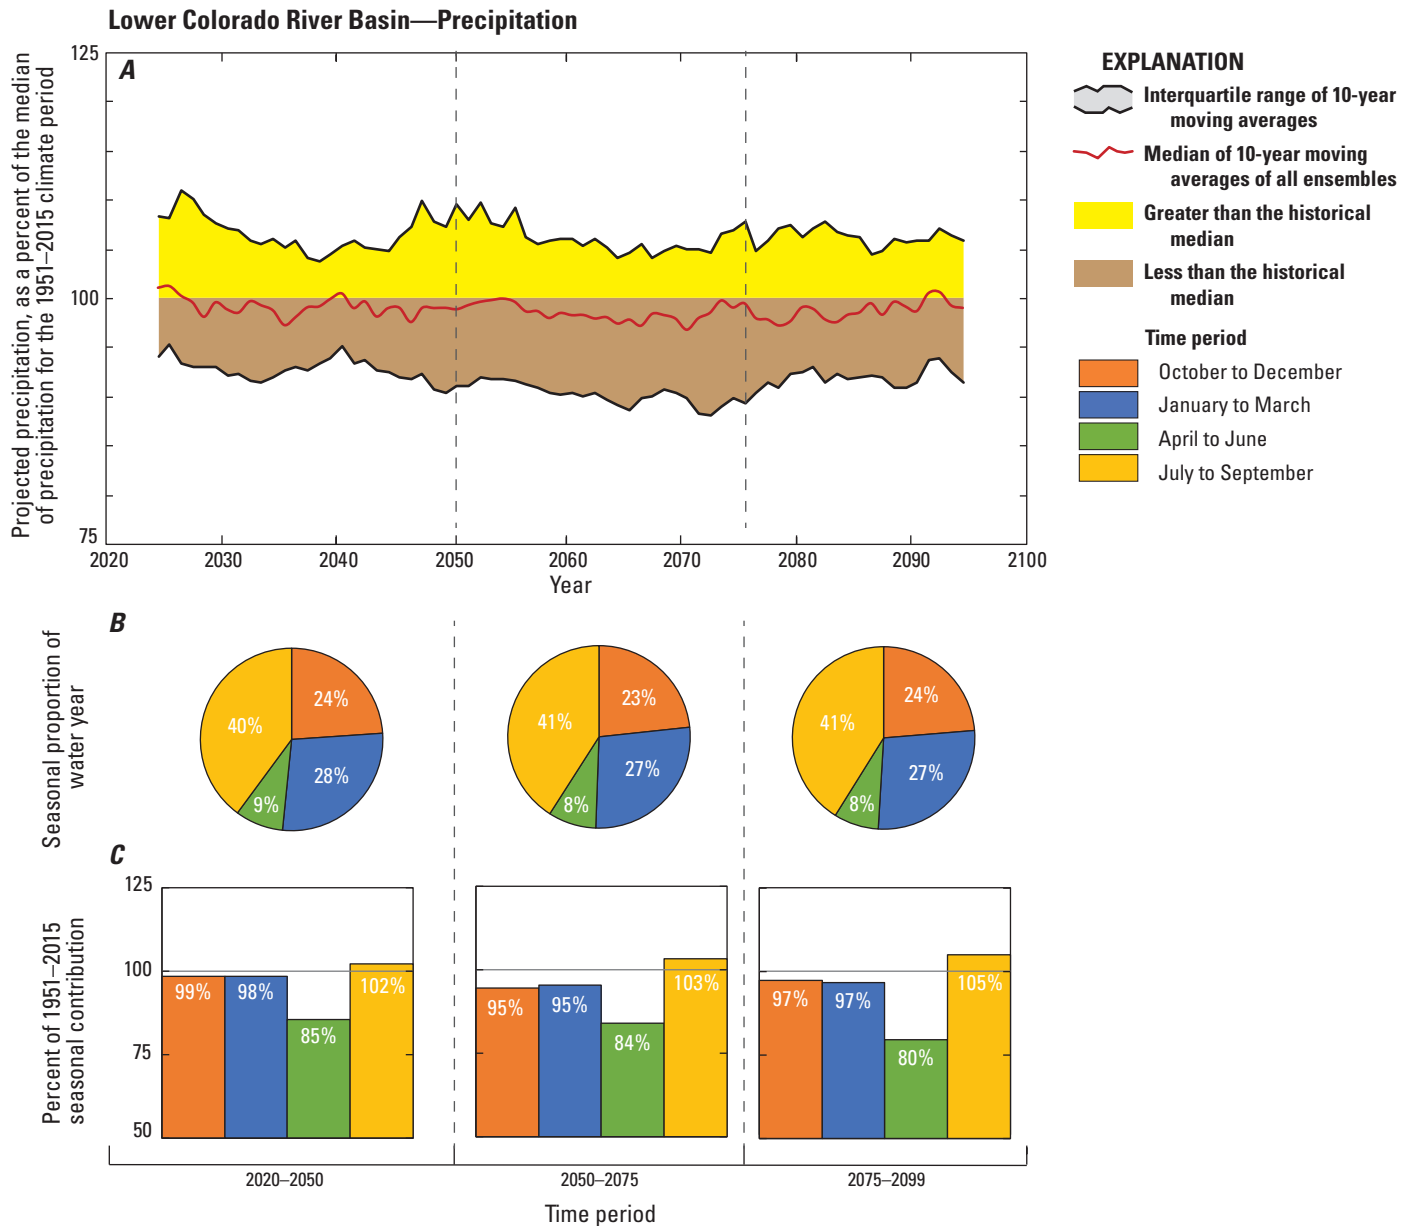 Lower Colorado River Basin—Precipitation
A
Projected precipitation, as a percent of the median
of precipitation for the 1951–2015 climate period
125
100
75
2020 2030 2040 2050 2060 2070 2080 2090 2100
Year
EXPLANATION
Interquartile range of 10-year
moving averages
Median of 10-year moving
averages of all ensembles
Greater than the historical
median
Less than the historical
median
Time period
October to December
January to March
April to June
July to September
B
Seasonal proportion of
water year
24%
28%
9%
40%
23%
27%
8%
41%
24%
27%
8%
41%
C
Percent of 1951–2015
seasonal contribution
125
100
75
50
99% 98% 85% 102%
95% 95% 84% 103%
97% 97% 80% 105%
2020–2050 2050–2075 2075–2099
Time period